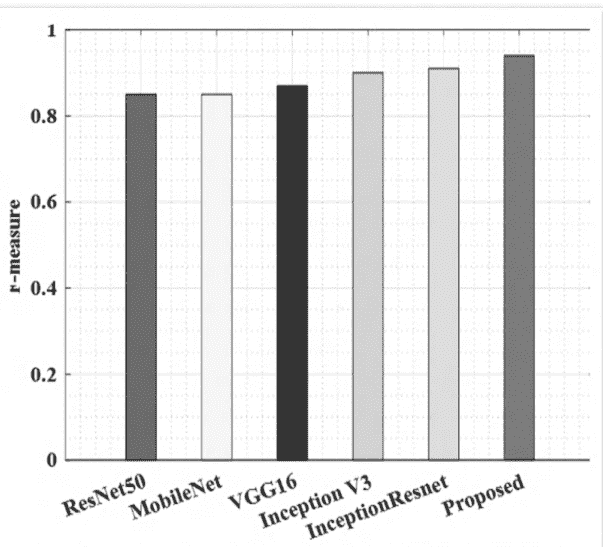 1
0.8
0.6
0.4
0.2
0
r-measure
ResNet50
MobileNet
VGG16
Inception V3
InceptionResnet
Proposed